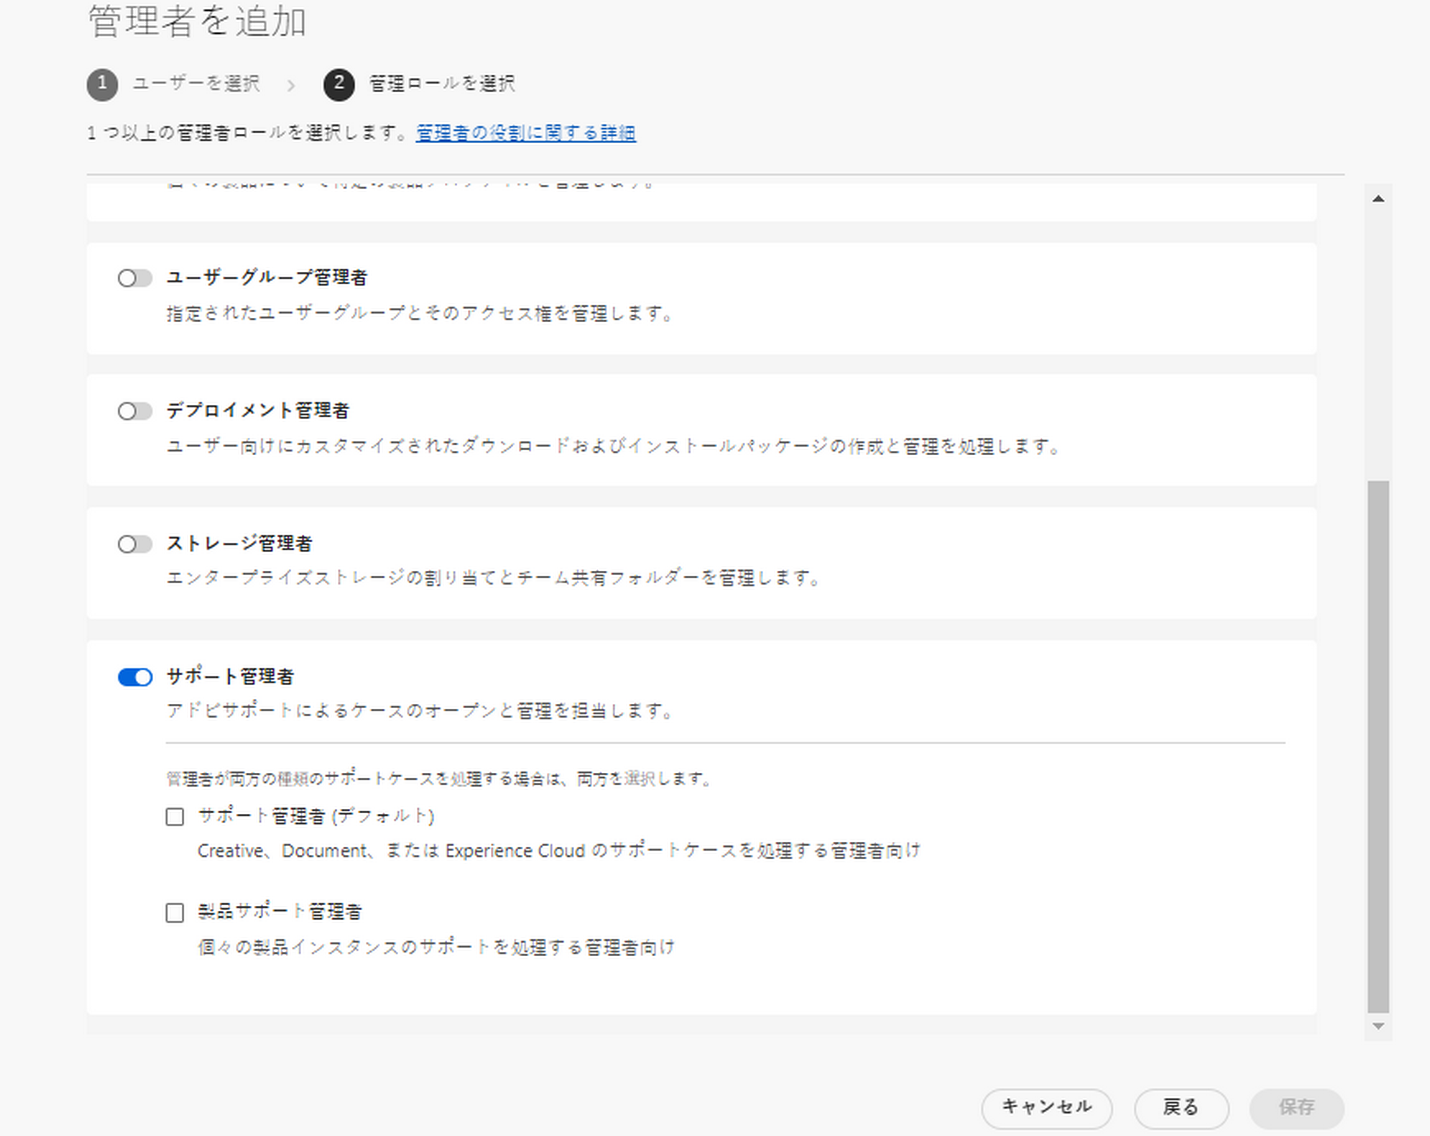 管理者を追加
1 ユーザーを選択 > 2 管理ロールを選択
1 つ以上の管理者ロールを選択します。管理者の役割に関する詳細
ユーザーグループ管理者
指定されたユーザーグループとそのアクセス権を管理します。
デプロイメント管理者
ユーザー向けにカスタマイズされたダウンロードおよびインストールパッケージの作成と管理を処理します。
ストレージ管理者
エンタープライズストレージの割り当てとチーム共有フォルダーを管理します。
サポート管理者
アドビサポートによるケースのオープンと管理を担当します。
管理者が両方の種類のサポートケースを処理する場合は、両方を選択します。
サポート管理者 (デフォルト)
Creative、Document、または Experience Cloud のサポートケースを処理する管理者向け
製品サポート管理者
個々の製品インスタンスのサポートを処理する管理者向け
キャンセル 戻る 保存